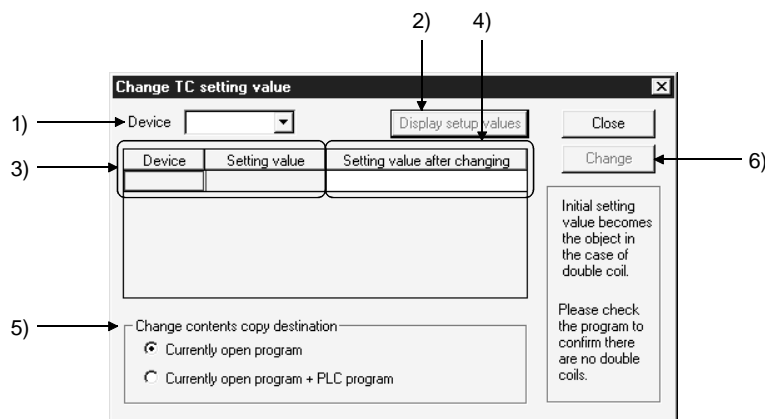 2) 4)
Change TC setting value
1) Device Display setup values Close
3) Device Setting value Setting value after changing Change 6)
Initial setting
value becomes
the object in
the case of
double coil.
Please check
the program to
confirm there
are no double
coils.
5) Change contents copy destination
Currently open program
Currently open program + PLC program